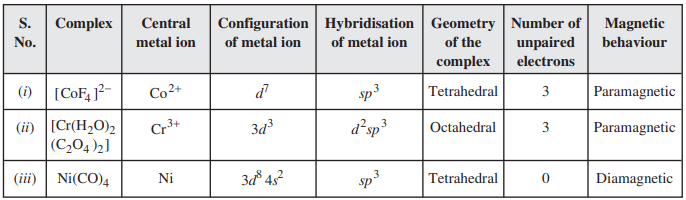 S. No. | Complex | Central metal ion | Configuration of metal ion | Hybridisation of metal ion | Geometry of the complex | Number of unpaired electrons | Magnetic behaviour
(i) | [CoF₄]²⁻ | Co²⁺ | d⁷ | sp³ | Tetrahedral | 3 | Paramagnetic
(ii) | [Cr(H₂O)₂ (C₂O₄)₂] | Cr³⁺ | 3d³ | d²sp³ | Octahedral | 3 | Paramagnetic
(iii) | Ni(CO)₄ | Ni | 3d⁸ 4s² | sp³ | Tetrahedral | 0 | Diamagnetic